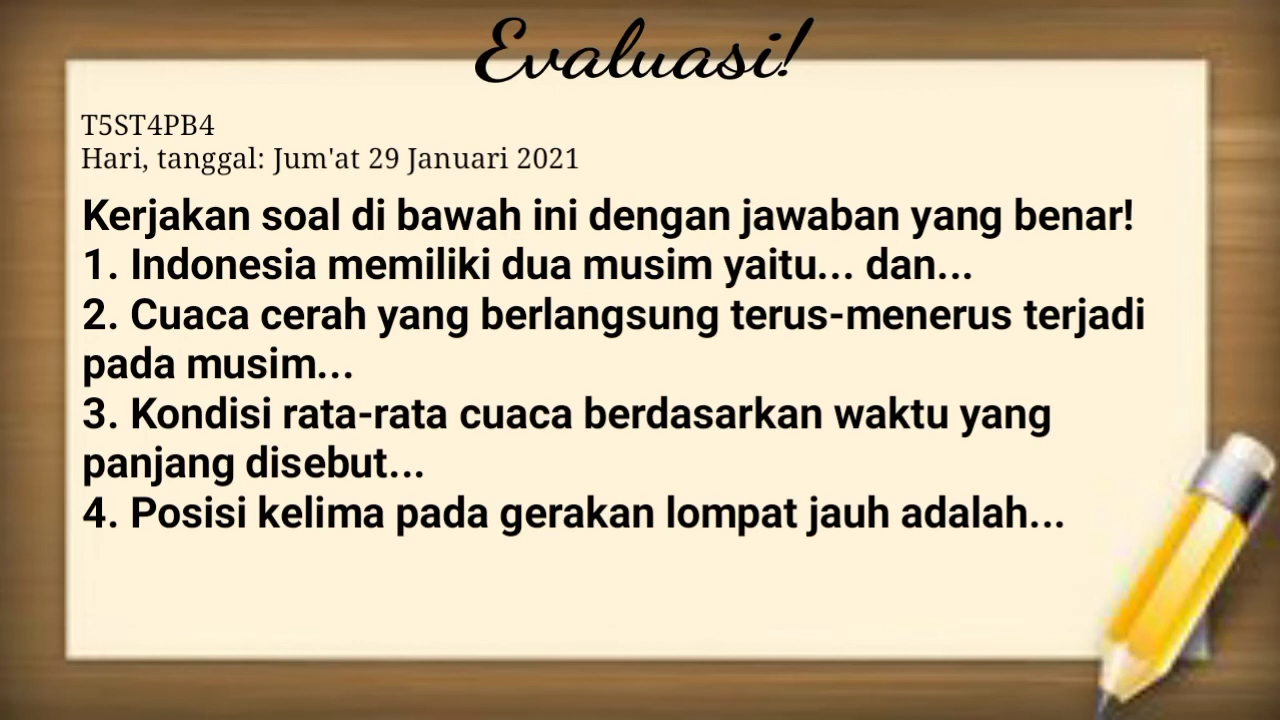 Evaluasi!
T5ST4PB4
Hari, tanggal: Jum'at 29 Januari 2021
Kerjakan soal di bawah ini dengan jawaban yang benar!
1. Indonesia memiliki dua musim yaitu... dan...
2. Cuaca cerah yang berlangsung terus-menerus terjadi
pada musim...
3. Kondisi rata-rata cuaca berdasarkan waktu yang
panjang disebut...
4. Posisi kelima pada gerakan lompat jauh adalah...